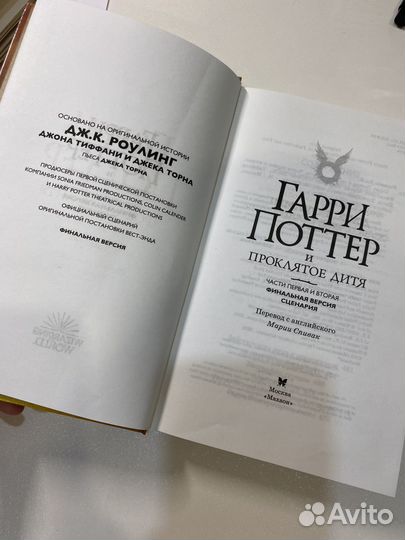 ОСНОВАНО НА ОРИГИНАЛЬНОЙ ИСТОРИИ
ДЖ.К. РОУЛИНГ
ДЖОНА ТИФФАНИ И ДЖЕКА ТОРНА
ПЬЕСА ДЖЕКА ТОРНА
ПРОДЮСЕРЫ ПЕРВОЙ СЦЕНИЧЕСКОЙ ПОСТАНОВКИ
КОМПАНИИ SONIA FRIEDMAN PRODUCTIONS, COLIN CALLENDER
И HARRY POTTER THEATRICAL PRODUCTIONS
ОФИЦИАЛЬНЫЙ СЦЕНАРИЙ
ОРИГИНАЛЬНОЙ ПОСТАНОВКИ ВЕСТ-ЭНДА
ФИНАЛЬНАЯ ВЕРСИЯ
WIZARDING
WORLD
ГАРРИ
ПОТТЕР
И
ПРОКЛЯТОЕ ДИТЯ
ЧАСТИ ПЕРВАЯ И ВТОРАЯ
ФИНАЛЬНАЯ ВЕРСИЯ
СЦЕНАРИЯ
Перевод с английского
Марии Спивак
Москва
«Махаон»
Avito